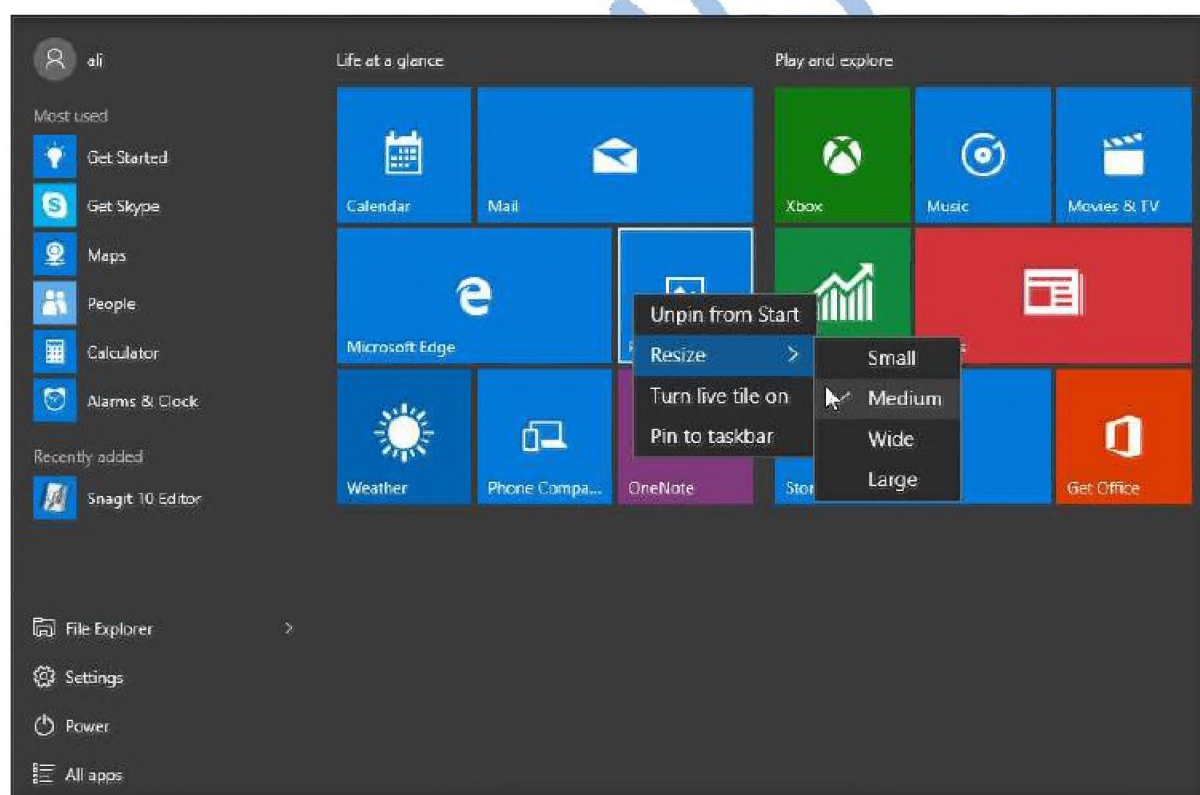 ali
Most used
Get Started
Get Skype
Maps
People
Calculator
Alarms & Clock
Recently added
Snagit 10 Editor
File Explorer
Settings
Power
All apps
Life at a glance
Calendar
Mail
Microsoft Edge
Weather
Phone Compa...
OneNote
Play and explore
Xbox
Music
Movies & TV
Stor
Get Office
Unpin from Start
Resize
Turn live tile on
Pin to taskbar
Small
Medium
Wide
Large